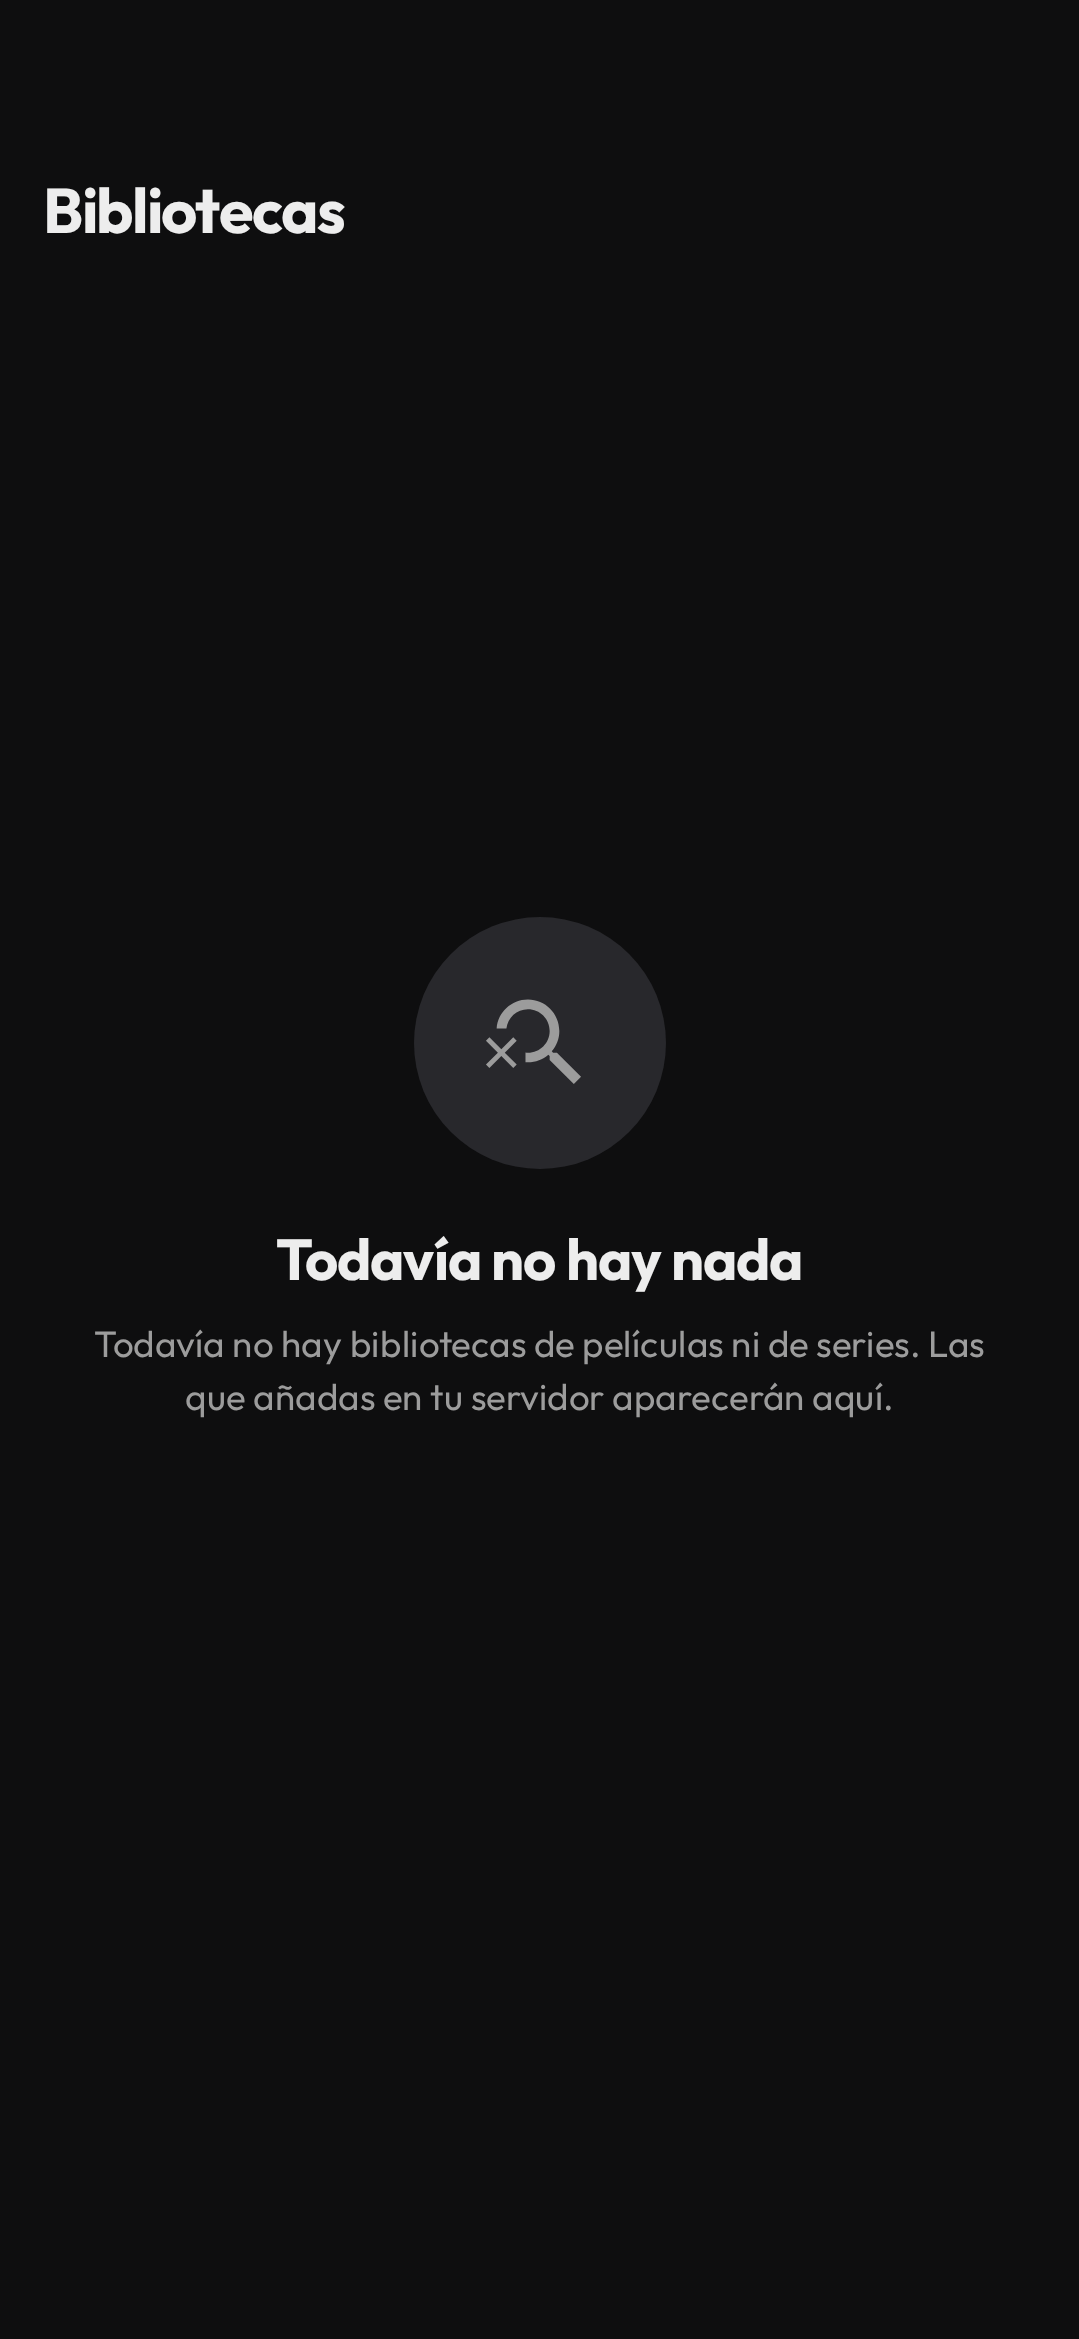 Bibliotecas
Todavía no hay nada
Todavía no hay bibliotecas de películas ni de series. Las
que añadas en tu servidor aparecerán aquí.